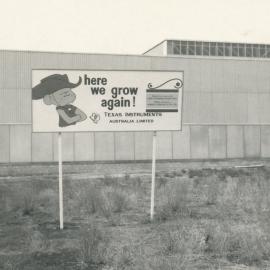 here
we grow
again!
TEXAS INSTRUMENTS
AUSTRALIA LIMITED